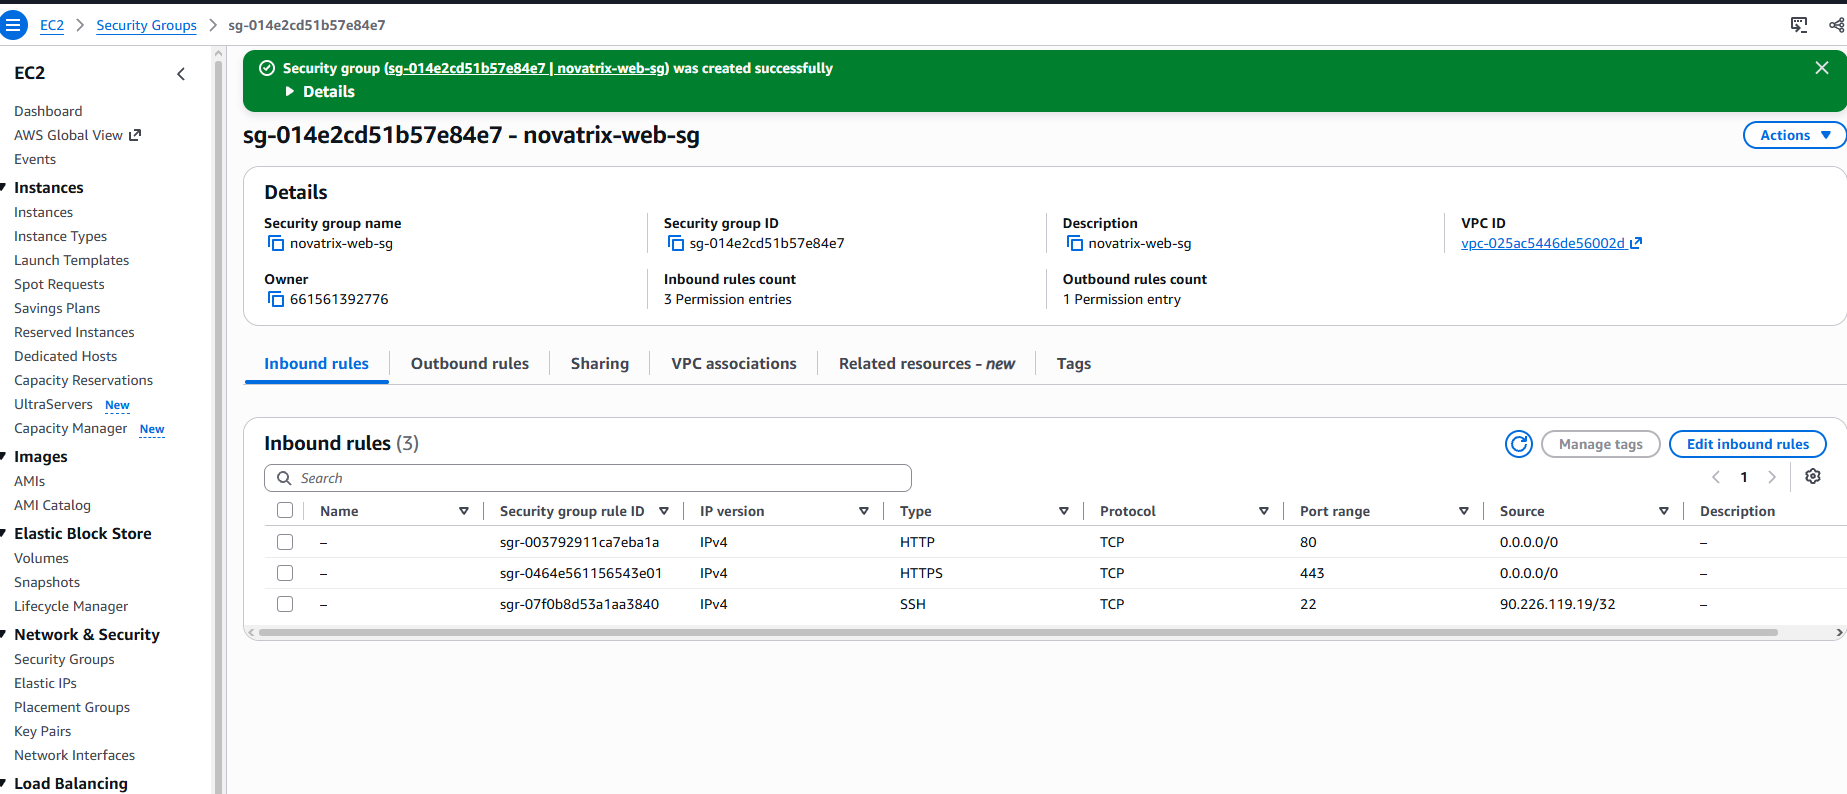 EC2 > Security Groups > sg-014e2cd51b57e84e7
EC2
Dashboard
AWS Global View
Events
Instances
Instances
Instance Types
Launch Templates
Spot Requests
Savings Plans
Reserved Instances
Dedicated Hosts
Capacity Reservations
UltraServers New
Capacity Manager New
Images
AMIs
AMI Catalog
Elastic Block Store
Volumes
Snapshots
Lifecycle Manager
Network & Security
Security Groups
Elastic IPs
Placement Groups
Key Pairs
Network Interfaces
Load Balancing
Security group (sg-014e2cd51b57e84e7 | novatrix-web-sg) was created successfully
Details
sg-014e2cd51b57e84e7 - novatrix-web-sg
Actions
Details
Security group name
novatrix-web-sg
Security group ID
sg-014e2cd51b57e84e7
Description
novatrix-web-sg
VPC ID
vpc-025ac5446de56002d
Owner
661561392776
Inbound rules count
3 Permission entries
Outbound rules count
1 Permission entry
Inbound rules Outbound rules Sharing VPC associations Related resources - new Tags
Inbound rules (3)
Manage tags Edit inbound rules
Search
1
Name Security group rule ID IP version Type Protocol Port range Source Description
– sgr-003792911ca7eba1a IPv4 HTTP TCP 80 0.0.0.0/0 –
– sgr-0464e561156543e01 IPv4 HTTPS TCP 443 0.0.0.0/0 –
– sgr-07f0b8d53a1aa3840 IPv4 SSH TCP 22 90.226.119.19/32 –